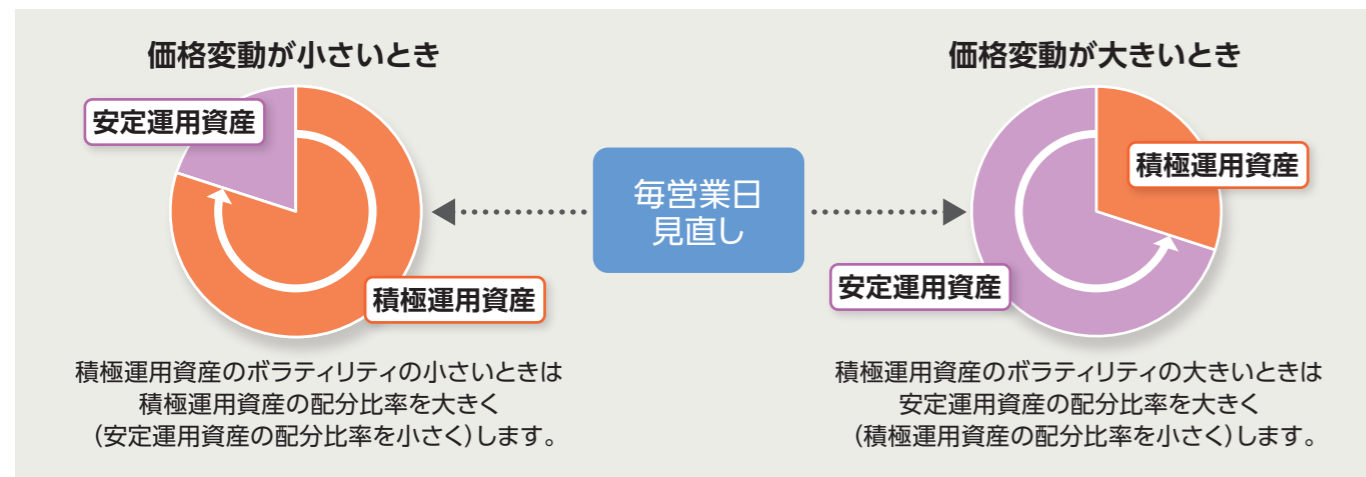 価格変動が小さいとき
安定運用資産
積極運用資産
積極運用資産のボラティリティの小さいときは
積極運用資産の配分比率を大きく
(安定運用資産の配分比率を小さく)します。
毎営業日
見直し
価格変動が大きいとき
積極運用資産
安定運用資産
積極運用資産のボラティリティの大きいときは
安定運用資産の配分比率を大きく
(積極運用資産の配分比率を小さく)します。